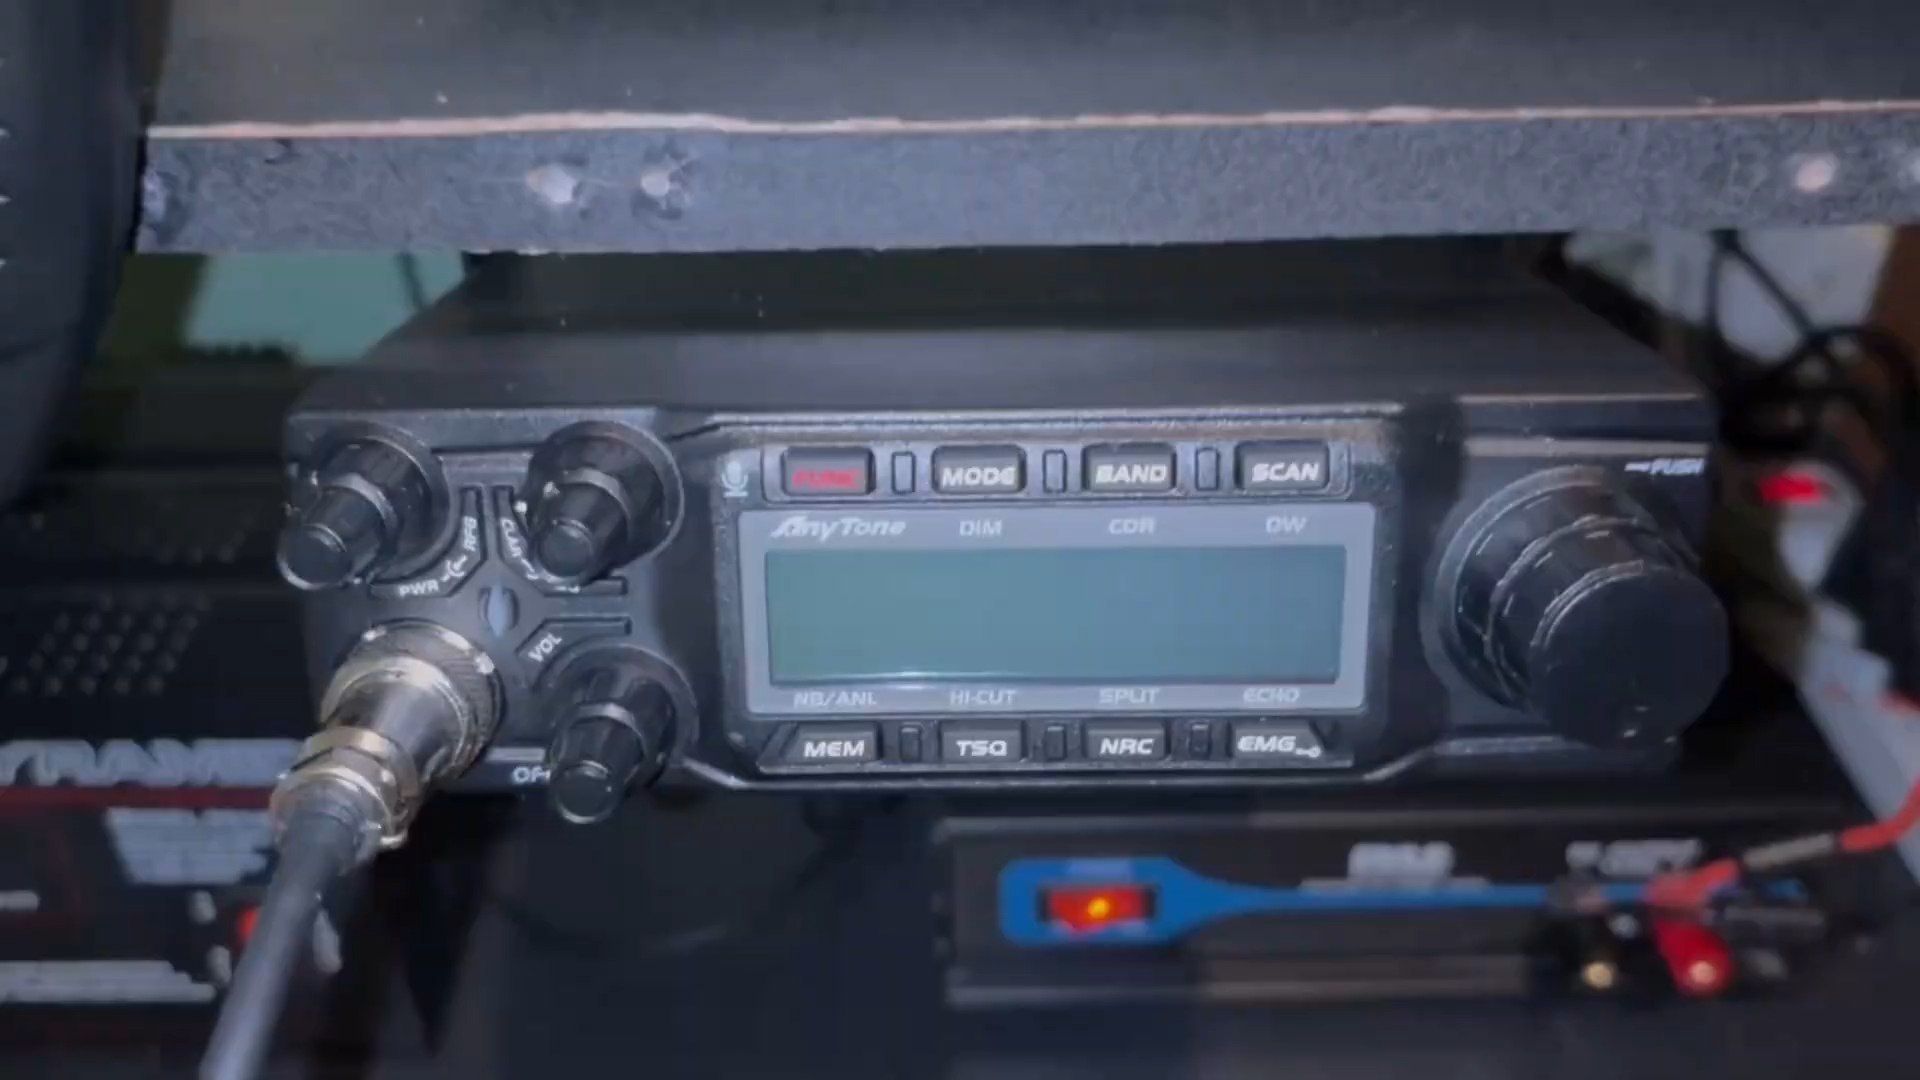 FUNC MODE BAND SCAN
PUSH
AnyTone DIM CDR DW
RFG CLAR
PWR
VOL
NB/ANL HI-CUT SPLIT ECHO
MEM TSQ NRC EMG